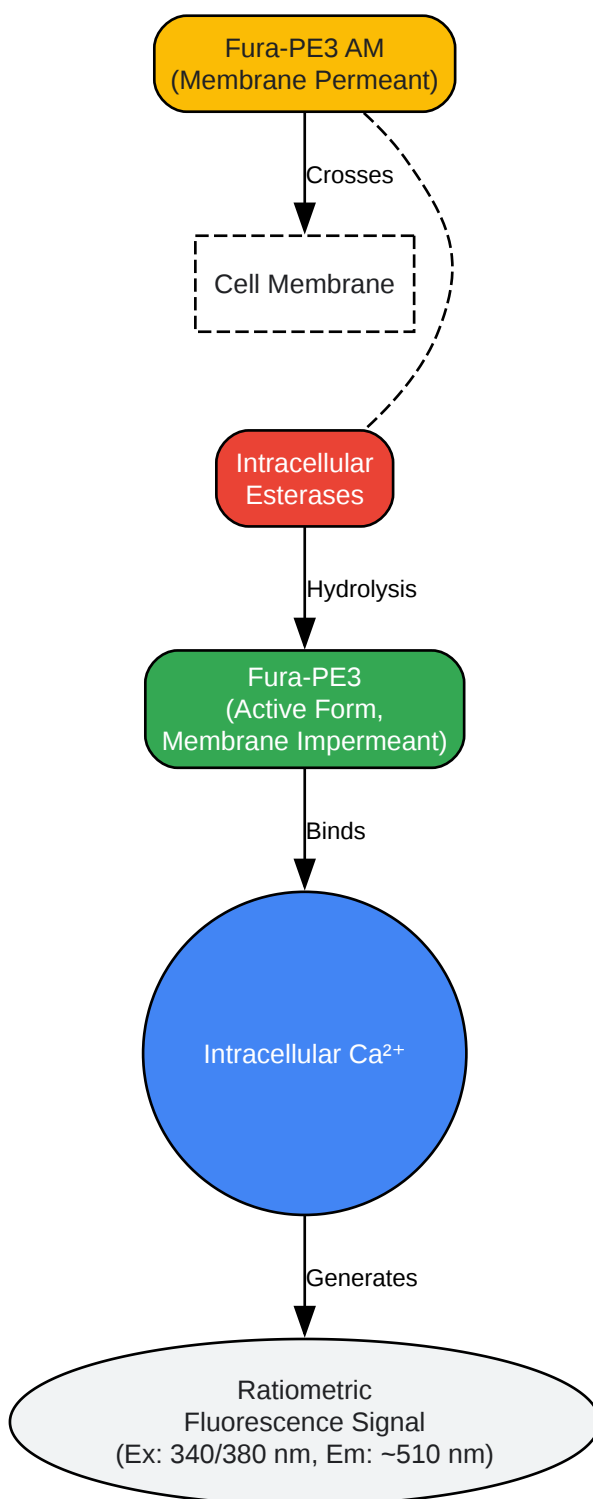 Fura-PE3 AM
(Membrane Permeant)
Crosses
Cell Membrane
Intracellular
Esterases
Hydrolysis
Fura-PE3
(Active Form,
Membrane Impermeant)
Binds
Intracellular Ca²⁺
Generates
Ratiometric
Fluorescence Signal
(Ex: 340/380 nm, Em: ~510 nm)